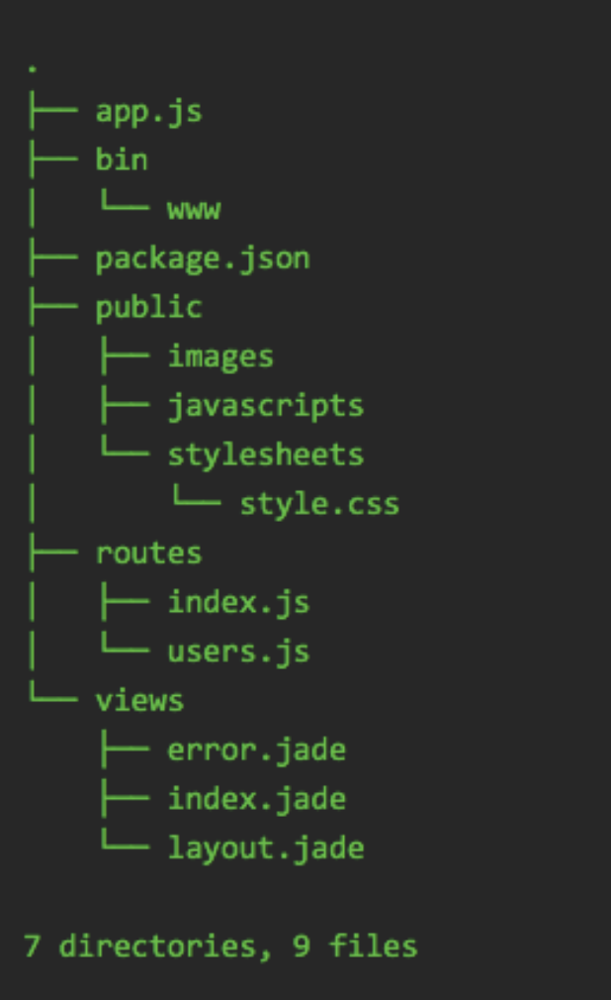 .
├── app.js
├── bin
│   └── www
├── package.json
├── public
│   ├── images
│   ├── javascripts
│   └── stylesheets
│       └── style.css
├── routes
│   ├── index.js
│   └── users.js
└── views
    ├── error.jade
    ├── index.jade
    └── layout.jade

7 directories, 9 files